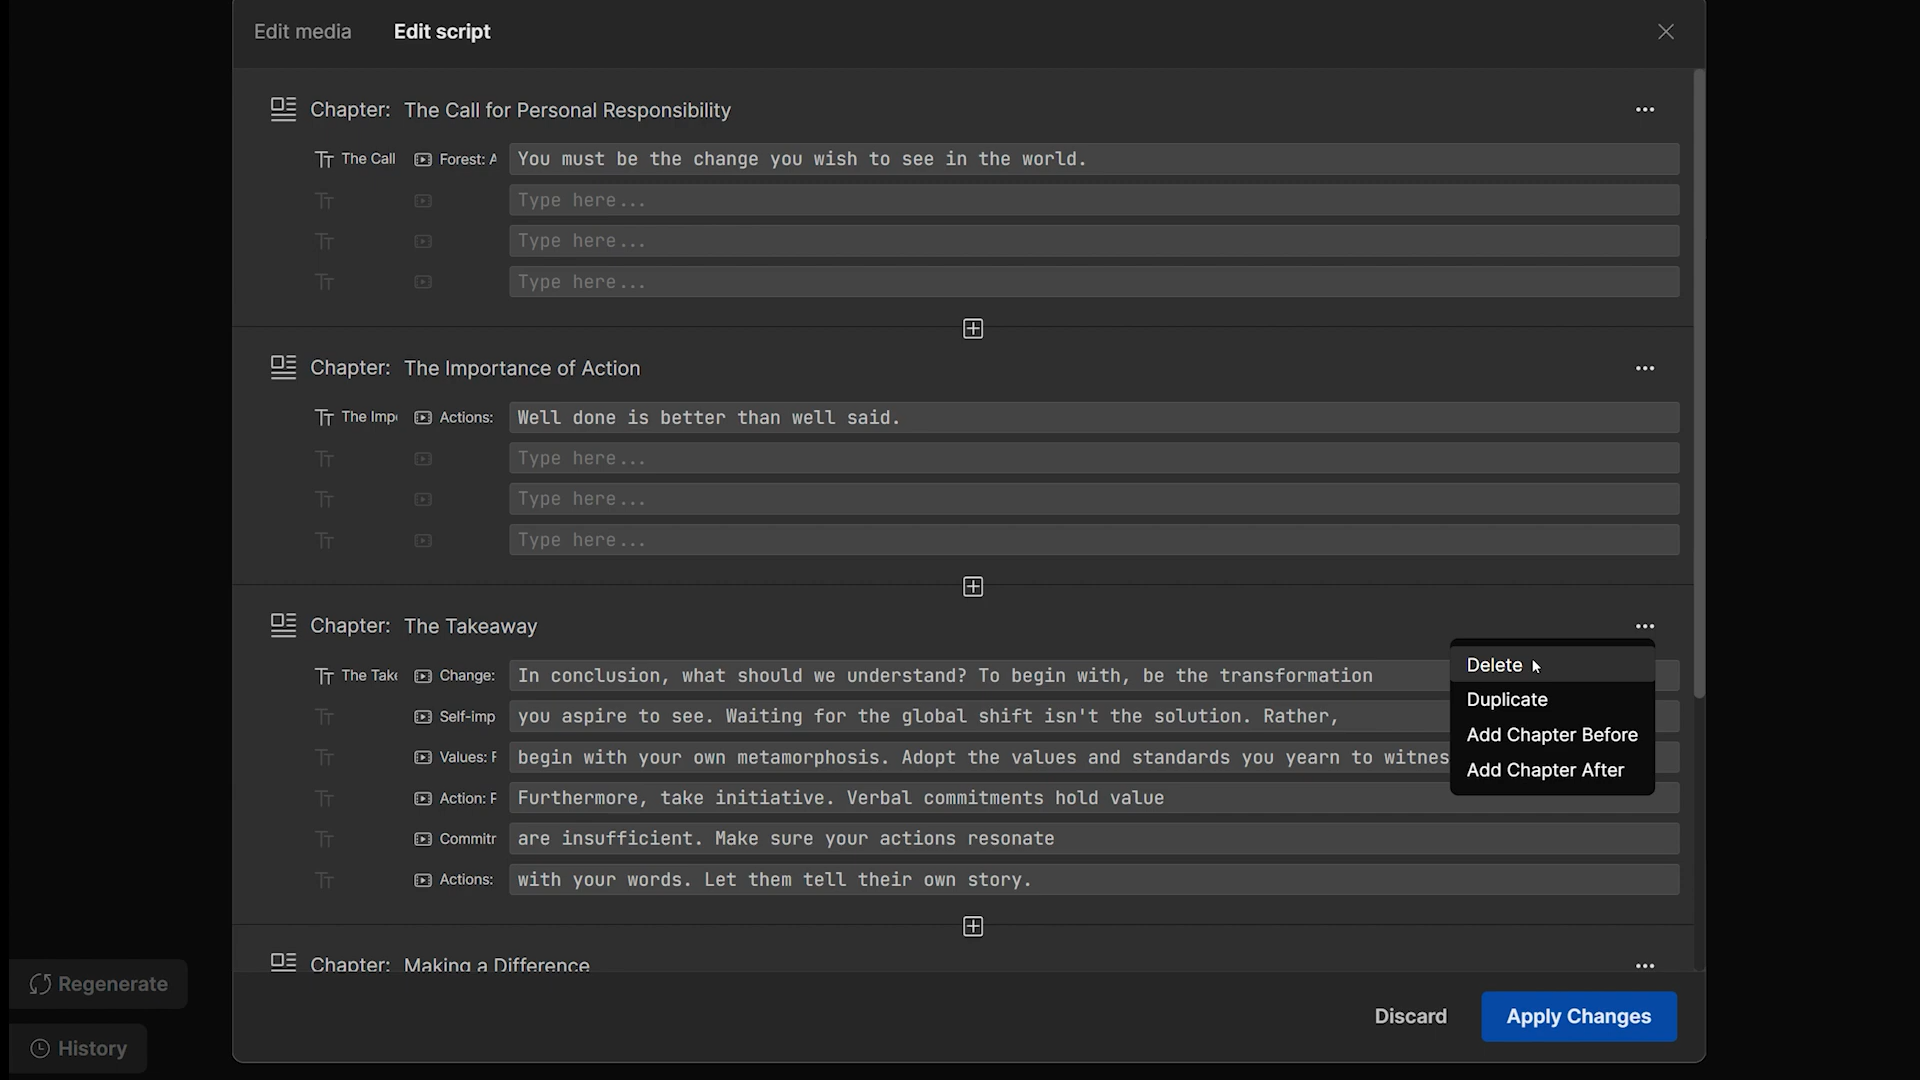 Edit media Edit script
Chapter: The Call for Personal Responsibility
The Call Forest: A You must be the change you wish to see in the world.
Type here...
Type here...
Type here...
Chapter: The Importance of Action
The Imp Actions: Well done is better than well said.
Type here...
Type here...
Type here...
Chapter: The Takeaway
The Take Change: In conclusion, what should we understand? To begin with, be the transformation
Self-imp you aspire to see. Waiting for the global shift isn't the solution. Rather,
Values: F begin with your own metamorphosis. Adopt the values and standards you yearn to witnes
Action: F Furthermore, take initiative. Verbal commitments hold value
Commitr are insufficient. Make sure your actions resonate
Actions: with your words. Let them tell their own story.
Delete
Duplicate
Add Chapter Before
Add Chapter After
Chapter: Making a Difference
Regenerate
History
Discard Apply Changes